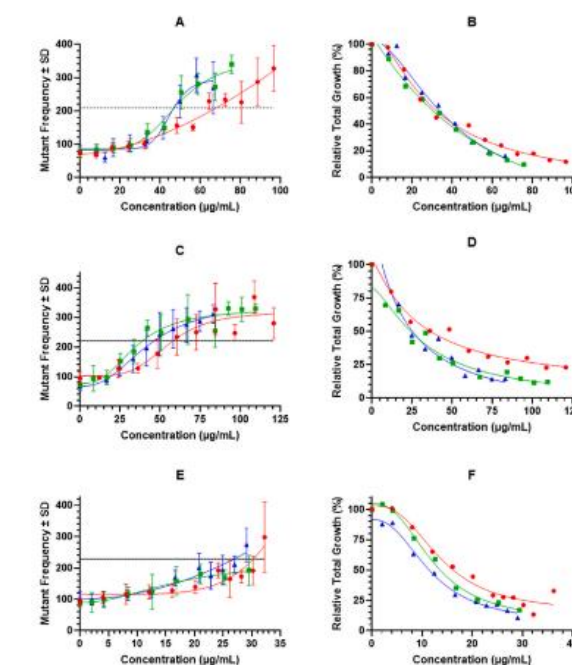 A
Mutant Frequency ± SD
400
300
200
100
0
0 20 40 60 80 100
Concentration (µg/mL)
B
Relative Total Growth (%)
100
80
60
40
20
0
0 20 40 60 80
Concentration (µg/mL)
C
Mutant Frequency ± SD
400
300
200
100
0
0 25 50 75 100 125
Concentration (µg/mL)
D
Relative Total Growth (%)
100
75
50
25
0
0 25 50 75 100
Concentration (µg/mL)
E
Mutant Frequency ± SD
400
300
200
100
0
0 5 10 15 20 25 30 35
Concentration (µg/mL)
F
Relative Total Growth (%)
100
75
50
25
0
0 10 20 30
Concentration (µg/mL)